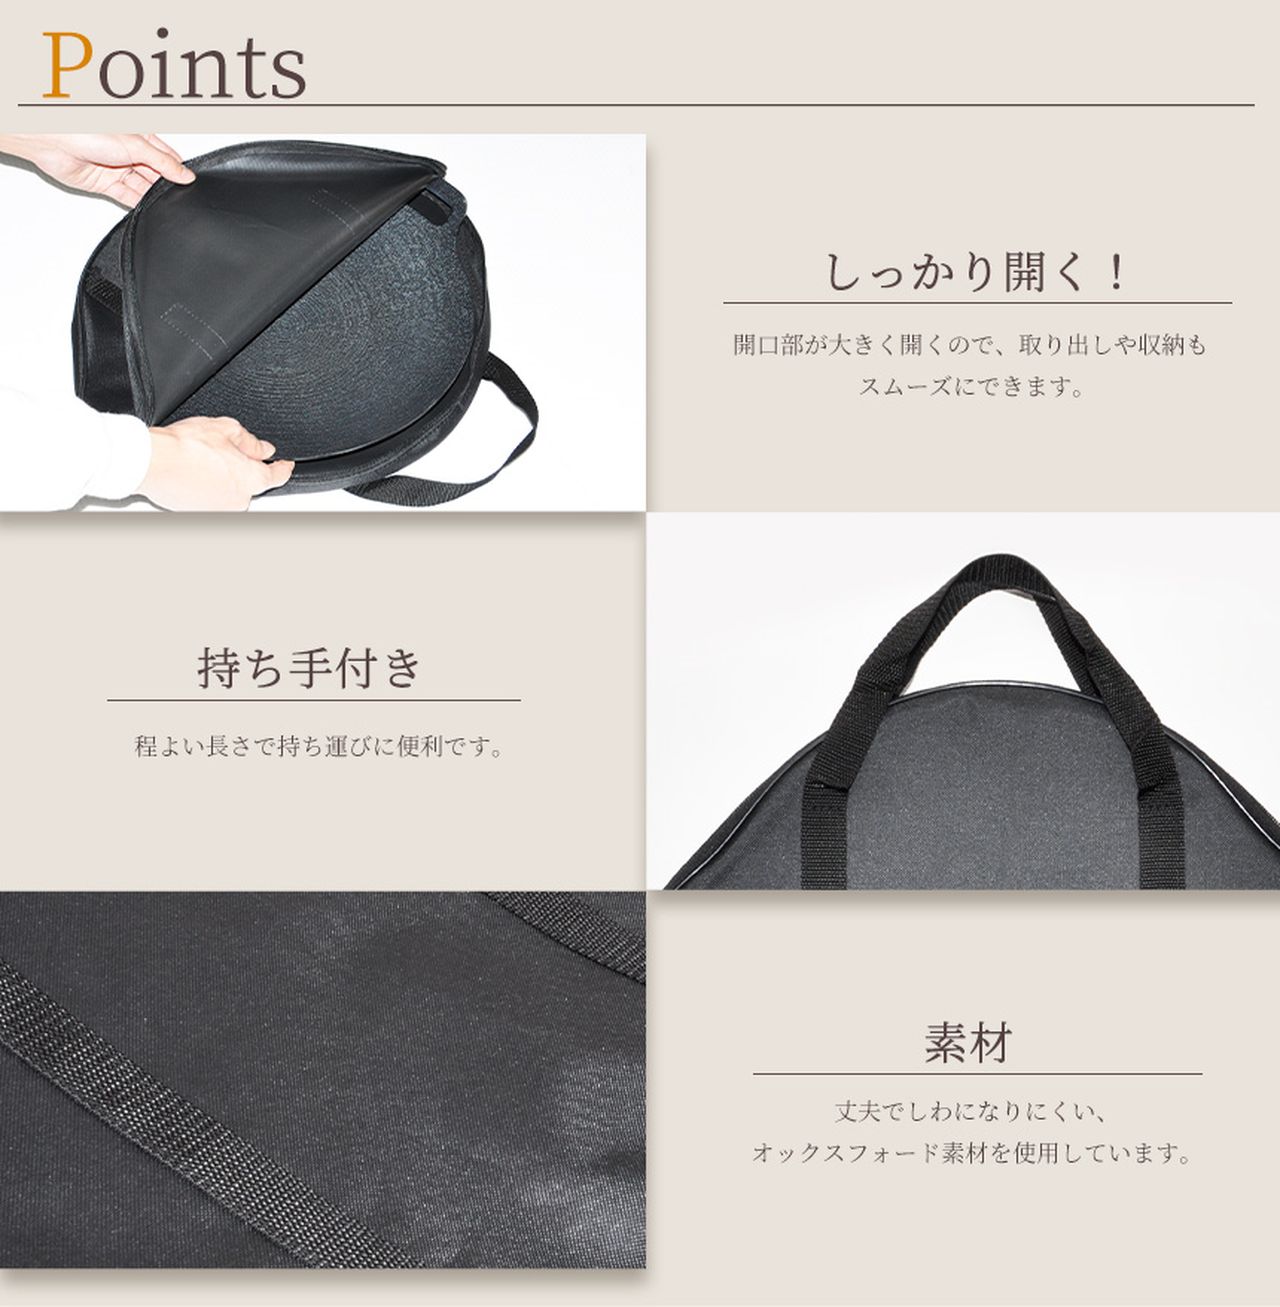 Points
しっかり開く！
開口部が大きく開くので、取り出しや収納も
スムーズにできます。
持ち手付き
程よい長さで持ち運びに便利です。
素材
丈夫でしわになりにくい、
オックスフォード素材を使用しています。